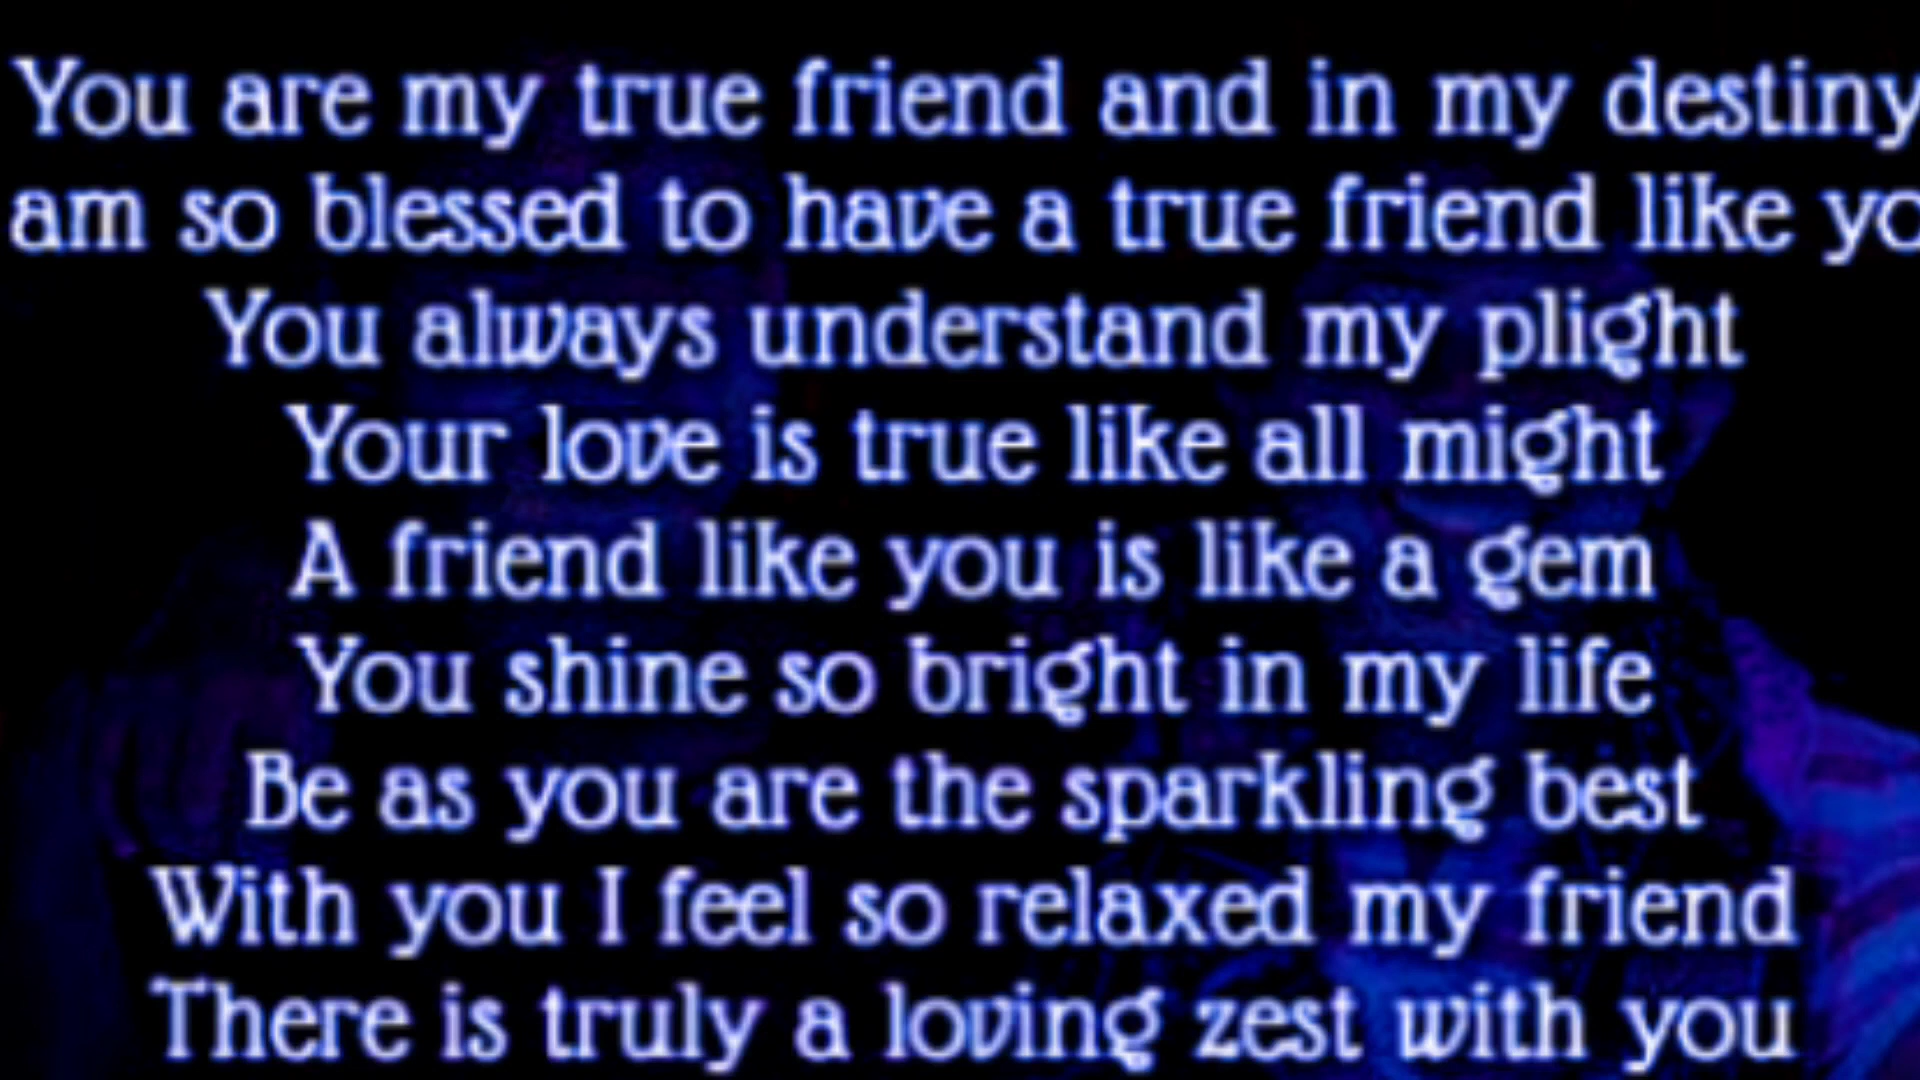 You are my true friend and in my destiny
am so blessed to have a true friend like yo
You always understand my plight
Your love is true like all might
A friend like you is like a gem
You shine so bright in my life
Be as you are the sparkling best
With you I feel so relaxed my friend
There is truly a loving zest with you